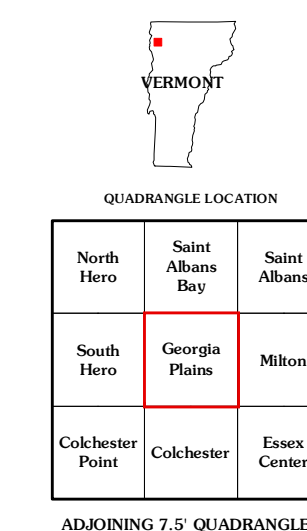 VERMONT
QUADRANGLE LOCATION
North
Hero
Saint
Albans
Bay
Saint
Albans
South
Hero
Georgia
Plains
Milton
Colchester
Point
Colchester
Essex
Center
ADJOINING 7.5' QUADRANGLE